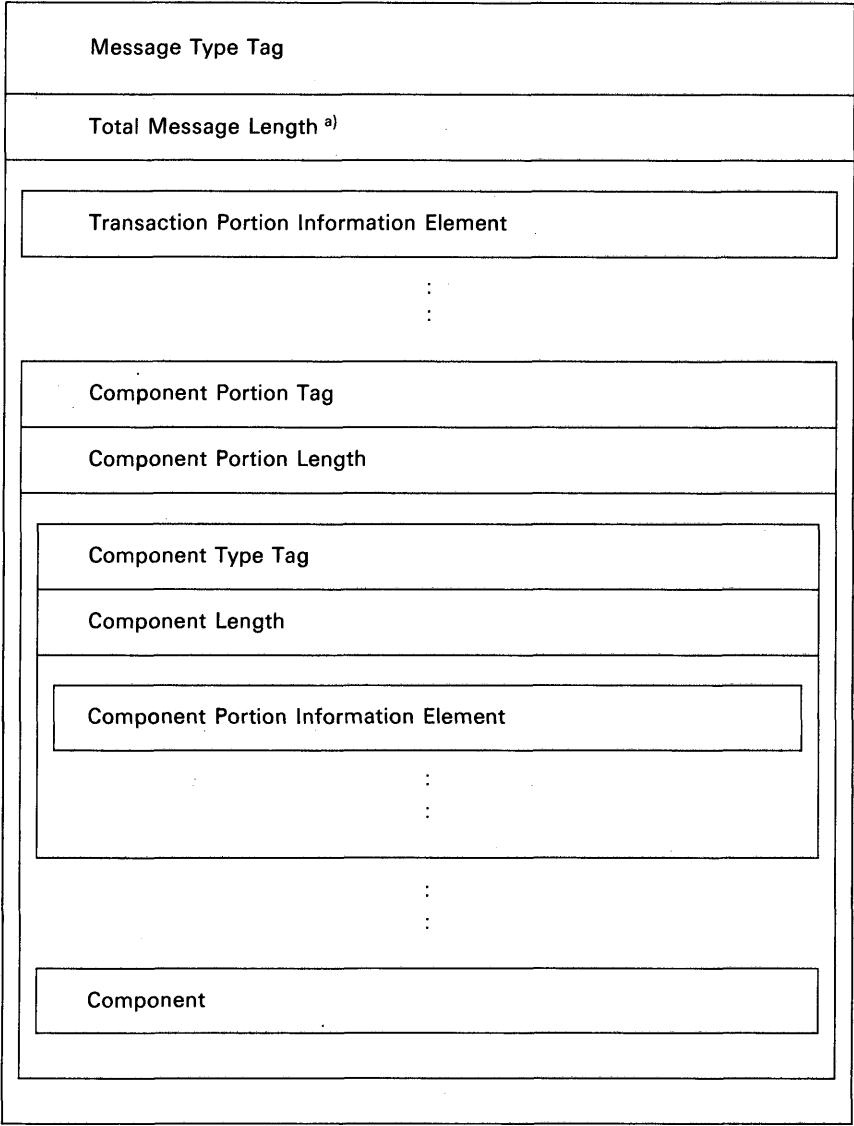 Message Type Tag
Total Message Length a)
Transaction Portion Information Element
:
:
Component Portion Tag
Component Portion Length
Component Type Tag
Component Length
Component Portion Information Element
:
:
:
:
Component